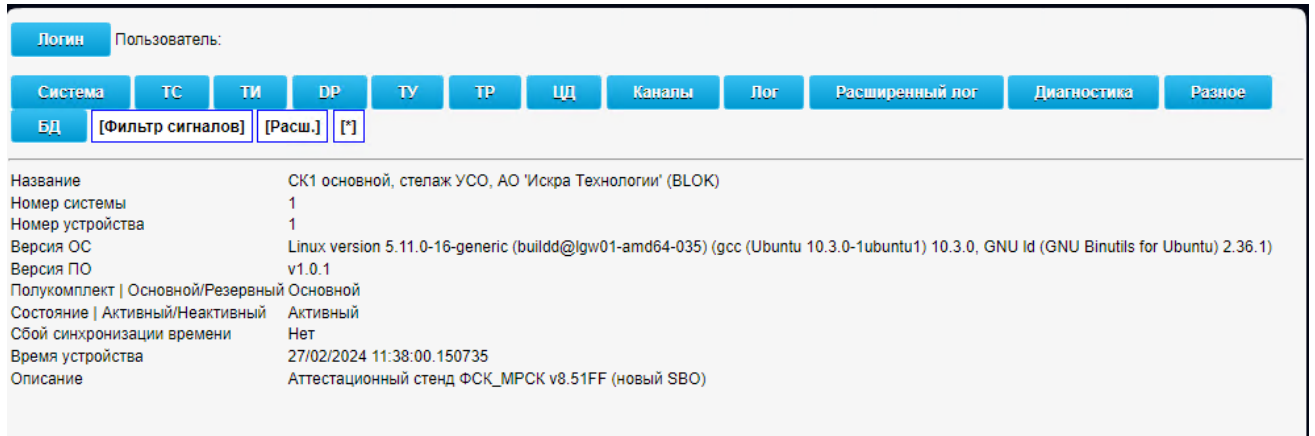 Логин Пользователь:
Система ТС ТИ DP ТУ ТР ЦД Каналы Лог Расширенный лог Диагностика Разное
БД [Фильтр сигналов] [Расш.] [*]
Название СК1 основной, стелаж УСО, АО 'Искра Технологии' (BLOK)
Номер системы 1
Номер устройства 1
Версия ОС Linux version 5.11.0-16-generic (buildd@lgw01-amd64-035) (gcc (Ubuntu 10.3.0-1ubuntu1) 10.3.0, GNU ld (GNU Binutils for Ubuntu) 2.36.1)
Версия ПО v1.0.1
Полукомплект | Основной/Резервный Основной
Состояние | Активный/Неактивный Активный
Сбой синхронизации времени Нет
Время устройства 27/02/2024 11:38:00.150735
Описание Аттестационный стенд ФСК_МРСК v8.51FF (новый SBO)